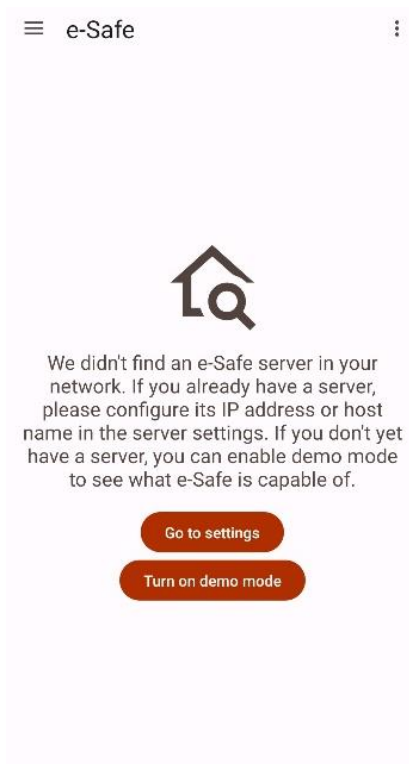 e-Safe
We didn't find an e-Safe server in your
network. If you already have a server,
please configure its IP address or host
name in the server settings. If you don't yet
have a server, you can enable demo mode
to see what e-Safe is capable of.
Go to settings
Turn on demo mode